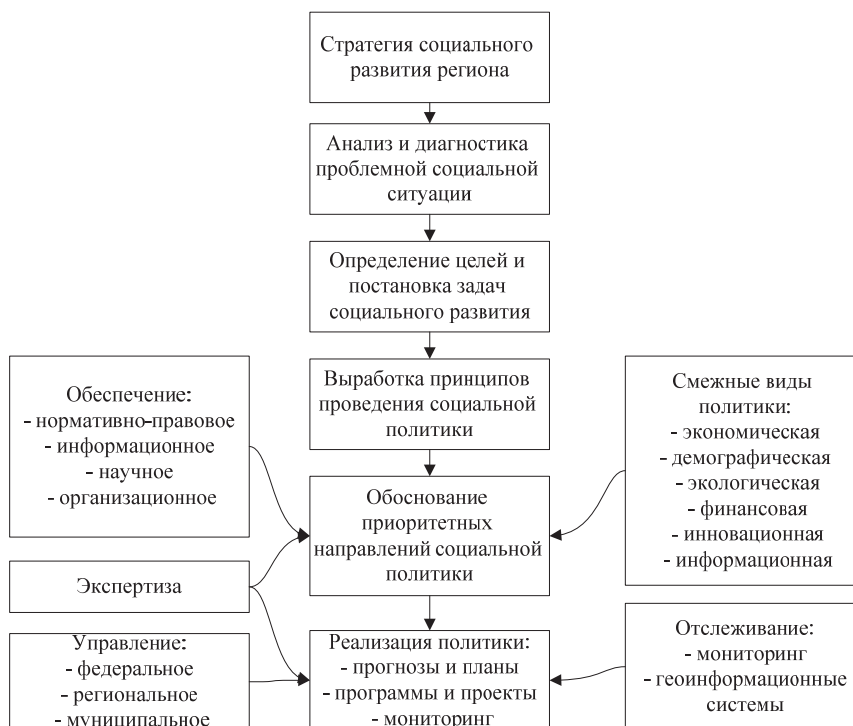 Стратегия социального
развития региона
Анализ и диагностика
проблемной социальной
ситуации
Определение целей и
постановка задач
социального развития
Выработка принципов
проведения социальной
политики
Обеспечение:
- нормативно-правовое
- информационное
- научное
- организационное
Смежные виды
политики:
- экономическая
- демографическая
- экологическая
- финансовая
- инновационная
- информационная
Обоснование
приоритетных
направлений социальной
политики
Экспертиза
Управление:
- федеральное
- региональное
- муниципальное
Реализация политики:
- прогнозы и планы
- программы и проекты
- мониторинг
Отслеживание:
- мониторинг
- геоинформационные
системы